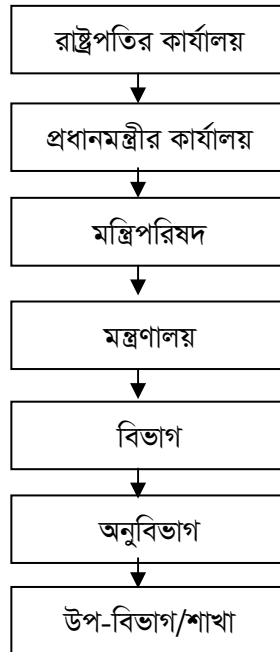 রাষ্ট্রপতির কার্যালয়
প্রধানমন্ত্রীর কার্যালয়
মন্ত্রিপরিষদ
মন্ত্রণালয়
বিভাগ
অনুবিভাগ
উপ-বিভাগ/শাখা